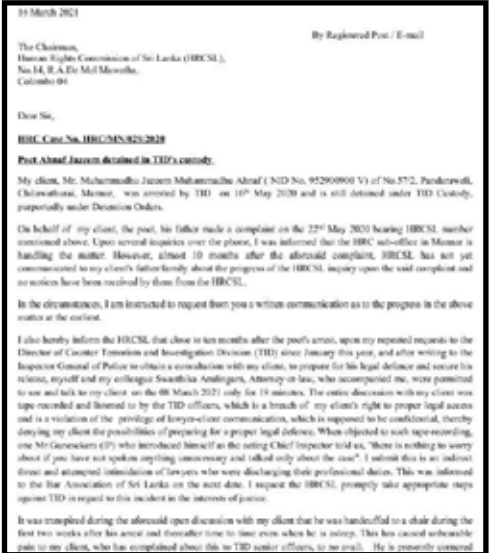 16 March 2021
By Registered Post / E-mail
The Chairman,
Human Rights Commission of Sri Lanka (HRCSL),
No.14, R.A.De Mel Mawatha,
Colombo 04
Dear Sir,
HRC Case No. HRC/MN/025/2020
Poet Ahnaf Jazeem detained in TID's custody
My client, Mr. Muhammadhu Jazeem Muhammadhu Ahnaf ( NID No. V) of No.57/2, Pandaraweli,
Mannar, was arrested by TID on 16th May 2020 and is still detained under TID Custody,
purportedly under Detention Orders.
On behalf of my client, the poet, his father made a complaint on the 22nd May 2020 bearing HRCSL number
mentioned above. Upon several inquiries over the phone, I was informed that the HRC sub-office in Mannar is
handling the matter. However, almost 10 months after the aforesaid complaint, HRCSL has not yet
communicated to my client's father/family about the progress of the HRCSL inquiry upon the said complaint and
no notices have been received by them from the HRCSL.
In the circumstances, I am instructed to request from you a written communication as to the progress in the above
matter at the earliest.
I also hereby inform the HRCSL that close to ten months after the poet's arrest, upon my repeated requests to the
Director of Counter Terrorism and Investigation Division (TID) since January this year, and after writing to the
Inspector General of Police to obtain a consultation with my client, to prepare for his legal defence and secure his
release, myself and my colleague Swasthika Arulingam, Attorney-at-law, who accompanied me, were permitted
to see and talk to my client on the 08 March 2021 only for 19 minutes. The entire discussion with my client was
tape-recorded and listened to by the TID officers, which is a breach of my client's right to proper legal access
and is a violation of the privilege of lawyer-client communication, which is supposed to be confidential, thereby
denying my client the possibilities of preparing for a proper legal defence. When objected to such tape-recording,
one Mr Gunesekara (IP) who introduced himself as the acting Chief Inspector told us, "there is nothing to worry
about if you have not spoken anything unnecessary and talked only about the case". I submit this is an indirect
threat and attempted intimidation of lawyers who were discharging their professional duties. This was informed
to the Bar Association of Sri Lanka on the next date. I request the HRCSL promptly take appropriate steps
against TID in regard to this incident in the interests of justice.
It was transpired during the aforesaid open discussion with my client that he was handcuffed to a chair during the
first two weeks after his arrest and thereafter time to time even when he is asleep. This has caused unbearable
pain to my client, who has complained about this to TID senior officers, to no avail. He is presently